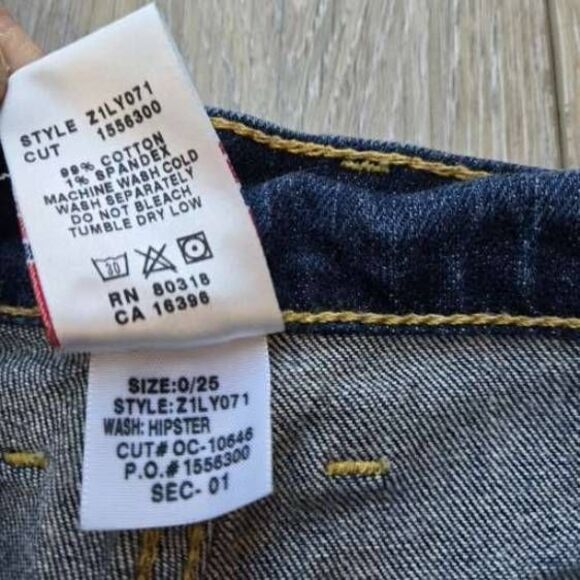 STYLE Z1LY071
CUT 1556300
99% COTTON
1% SPANDEX
MACHINE WASH COLD
WASH SEPARATELY
DO NOT BLEACH
TUMBLE DRY LOW
30
RN 80318
CA 16396
SIZE:0/25
STYLE:Z1LY071
WASH: HIPSTER
CUT# OC-10646
P.O.# 1556300
SEC- 01